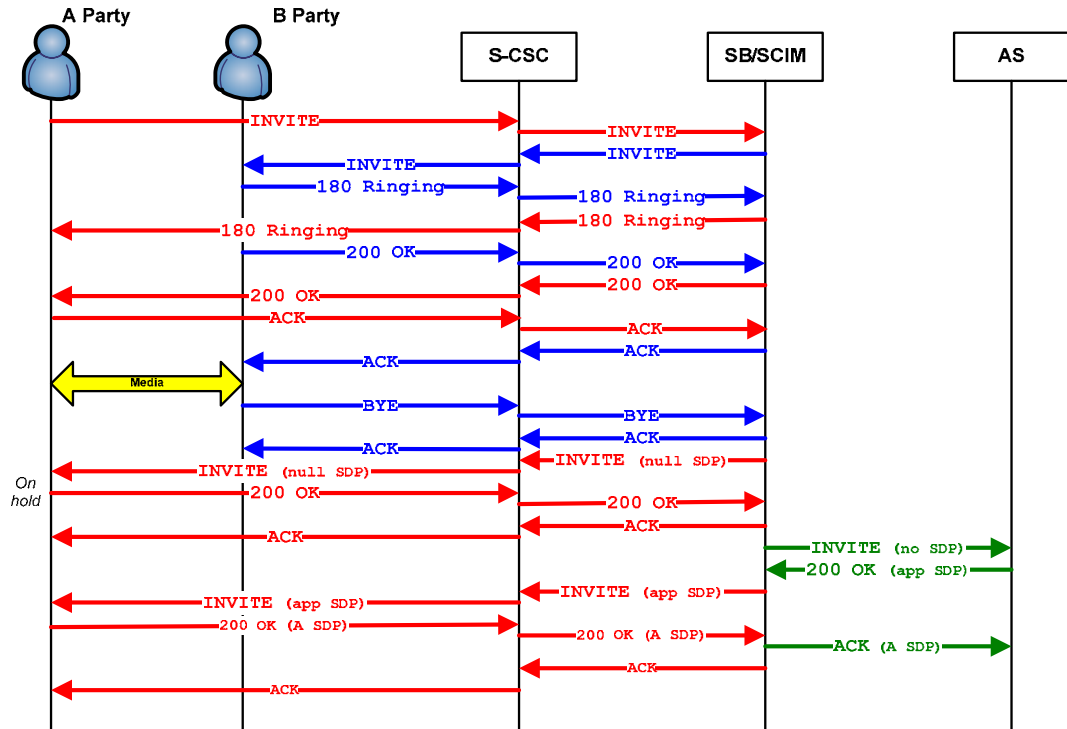 A Party
B Party
S-CSC
SB/SCIM
AS
INVITE
INVITE
INVITE
INVITE
180 Ringing
180 Ringing
180 Ringing
180 Ringing
200 OK
200 OK
200 OK
200 OK
ACK
ACK
ACK
ACK
Media
BYE
BYE
ACK
ACK
INVITE (null SDP)
INVITE (null SDP)
On
hold
200 OK
200 OK
ACK
ACK
INVITE (no SDP)
200 OK (app SDP)
INVITE (app SDP)
INVITE (app SDP)
200 OK (A SDP)
200 OK (A SDP)
ACK (A SDP)
ACK
ACK